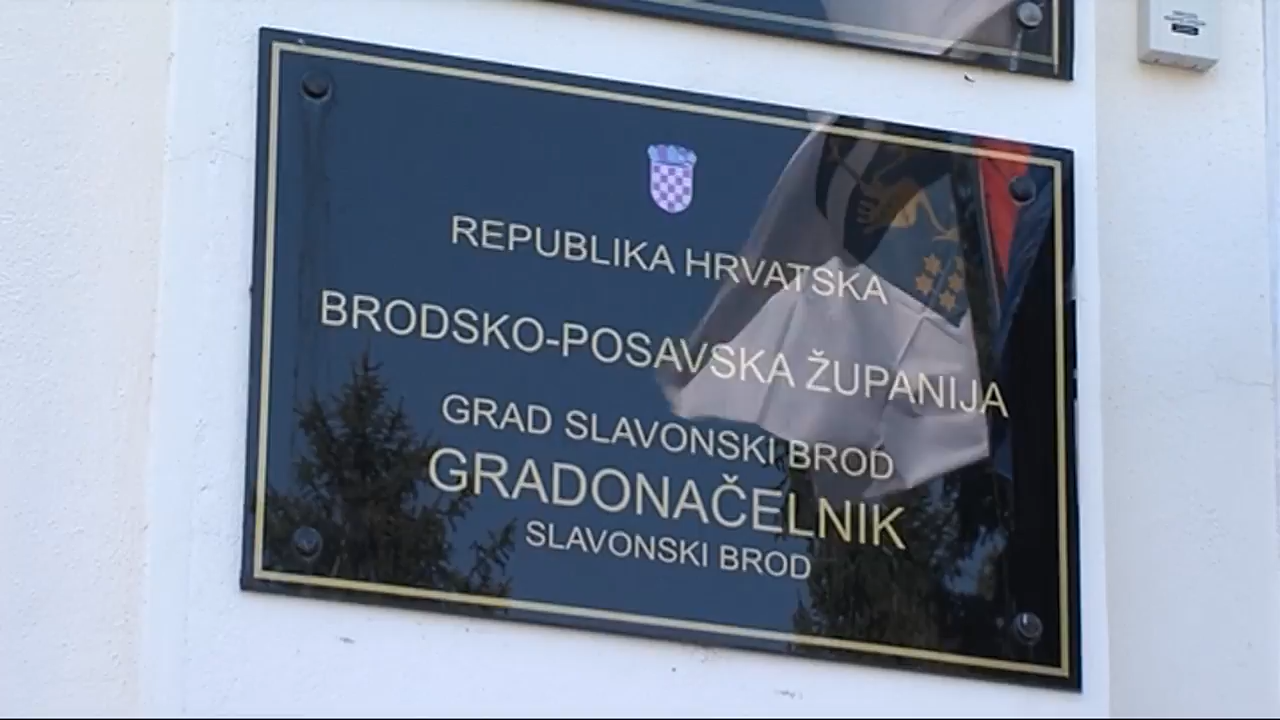 REPUBLIKA HRVATSKA
BRODSKO-POSAVSKA ŽUPANIJA
GRAD SLAVONSKI BROD
GRADONAČELNIK
SLAVONSKI BROD